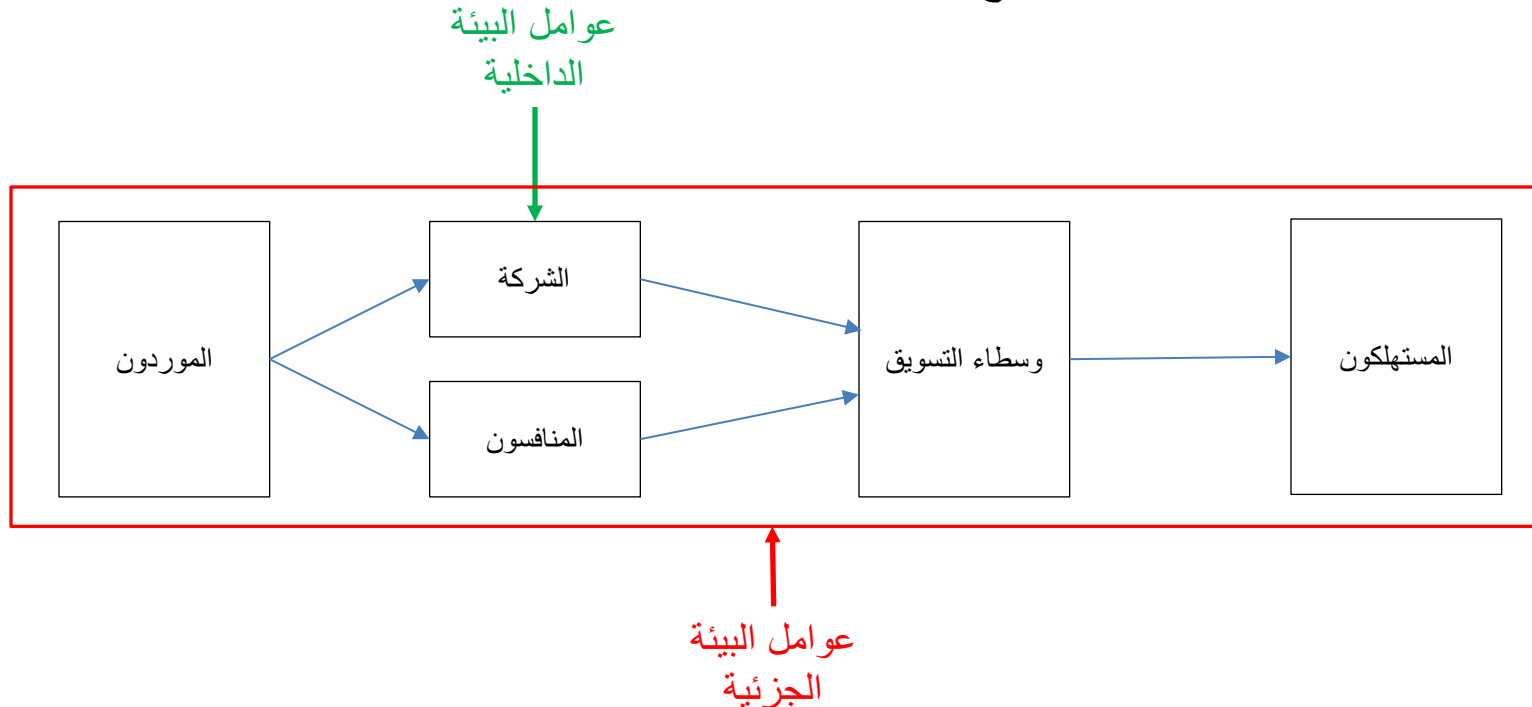 عوامل البيئة
الداخلية
الموردون
الشركة
المنافسون
وسطاء التسويق
المستهلكون
عوامل البيئة
الجزئية